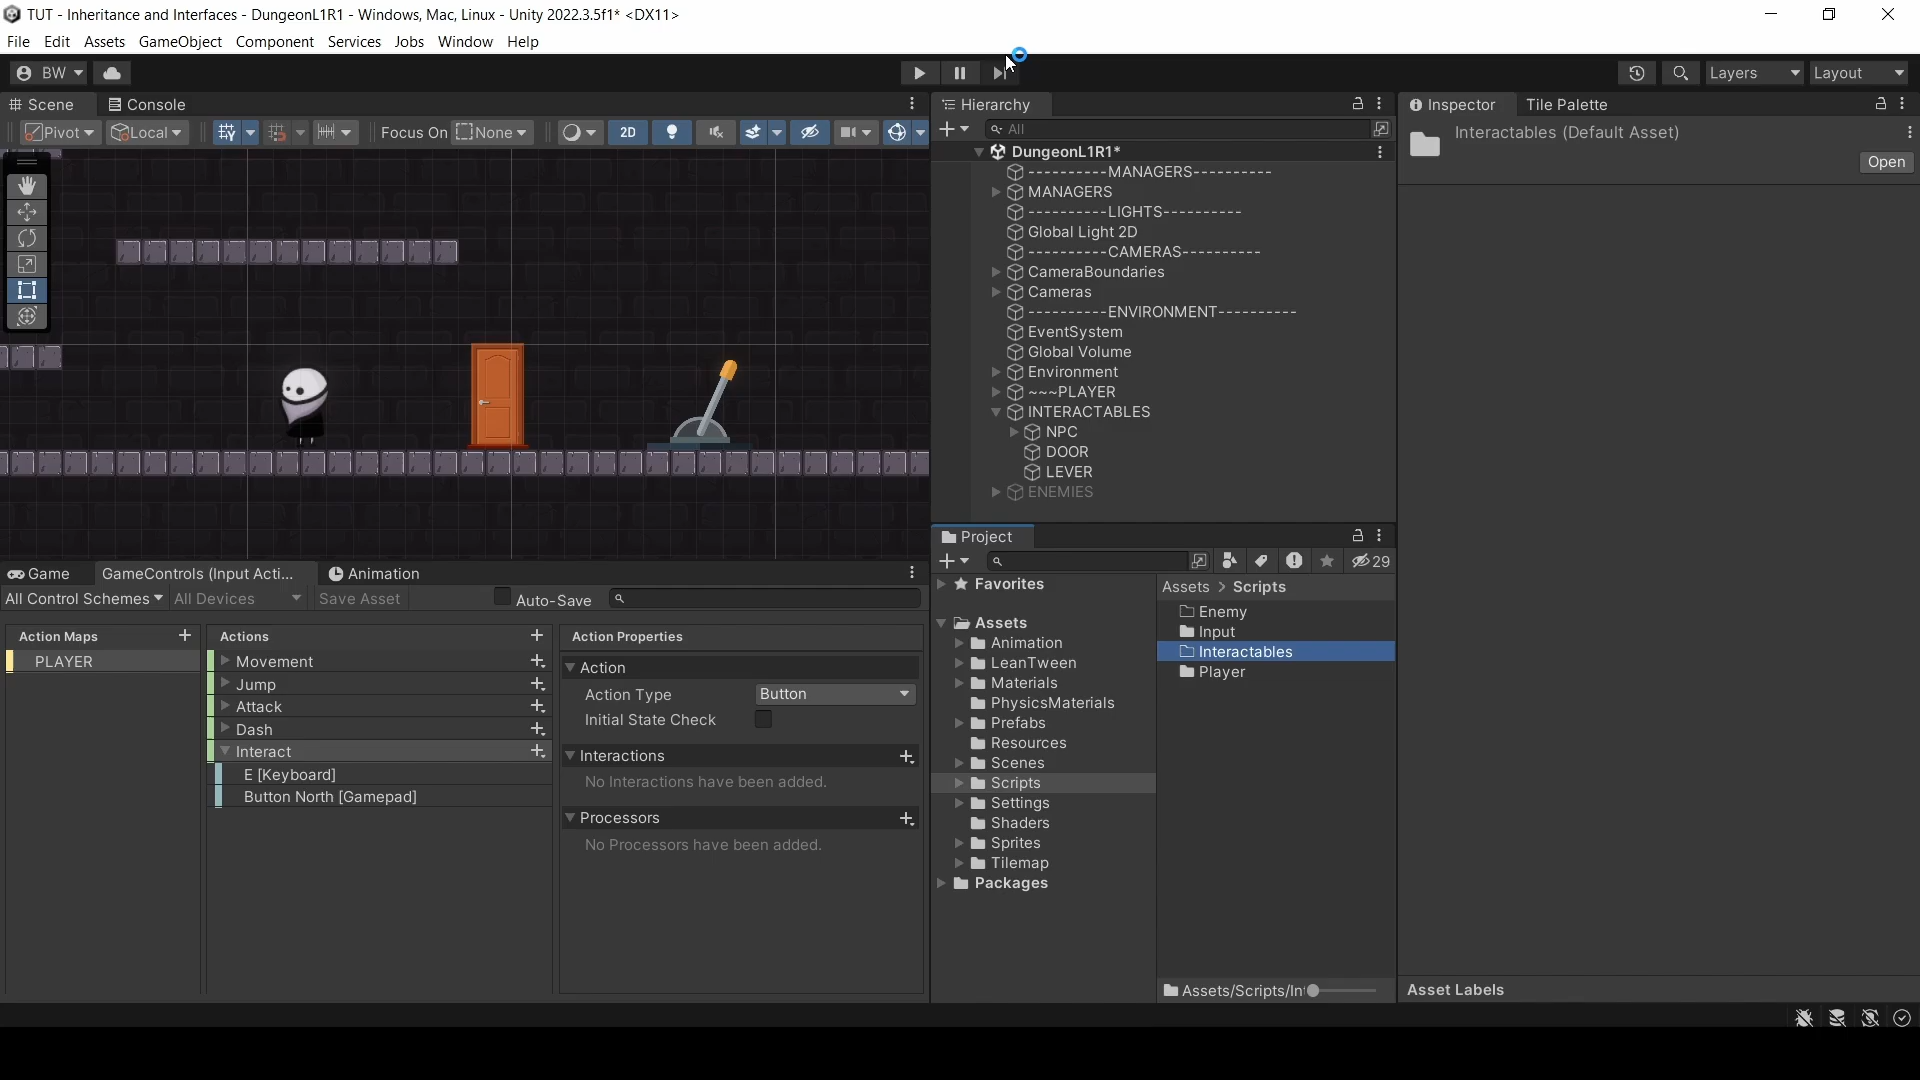 TUT - Inheritance and Interfaces - DungeonL1R1 - Windows, Mac, Linux - Unity 2022.3.5f1* <DX11>
File Edit Assets GameObject Component Services Jobs Window Help
BW Layers Layout
Scene Console
Pivot Local Focus On None 2D
Hierarchy
All
DungeonL1R1*
----------MANAGERS----------
MANAGERS
----------LIGHTS----------
Global Light 2D
----------CAMERAS----------
CameraBoundaries
Cameras
----------ENVIRONMENT----------
EventSystem
Global Volume
Environment
~~~PLAYER
INTERACTABLES
NPC
DOOR
LEVER
ENEMIES
Inspector Tile Palette
Interactables (Default Asset)
Open
Game GameControls (Input Acti... Animation
All Control Schemes All Devices Save Asset Auto-Save
Action Maps
PLAYER
Actions
Movement
Jump
Attack
Dash
Interact
E [Keyboard]
Button North [Gamepad]
Action Properties
Action
Action Type Button
Initial State Check
Interactions
No Interactions have been added.
Processors
No Processors have been added.
Project
29
Favorites
Assets
Animation
LeanTween
Materials
PhysicsMaterials
Prefabs
Resources
Scenes
Scripts
Settings
Shaders
Sprites
Tilemap
Packages
Assets > Scripts
Enemy
Input
Interactables
Player
Assets/Scripts/Int
Asset Labels